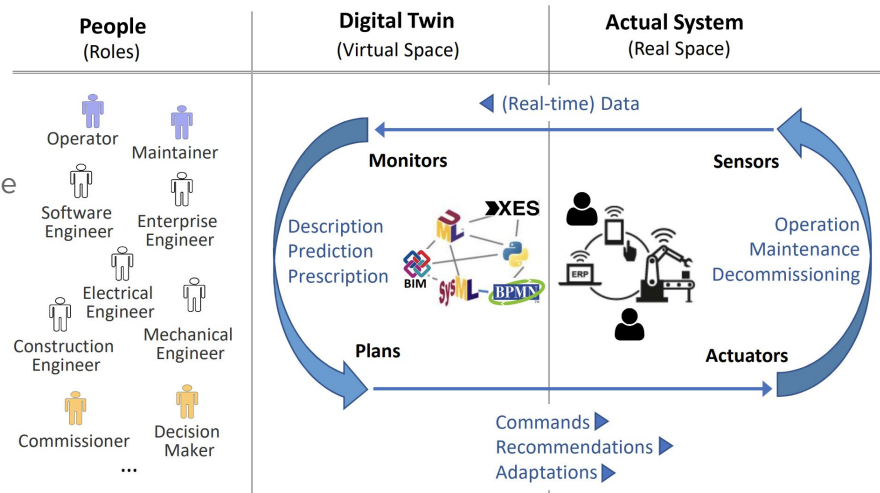 People
(Roles)
Digital Twin
(Virtual Space)
Actual System
(Real Space)
e
Operator
Maintainer
Software
Engineer
Enterprise
Engineer
Electrical
Engineer
Construction
Engineer
Mechanical
Engineer
Commissioner
Decision
Maker
...
(Real-time) Data
Monitors
Sensors
Description
Prediction
Prescription
UML
XES
BIM
SysML
BPMN
ERP
Operation
Maintenance
Decommissioning
Plans
Actuators
Commands
Recommendations
Adaptations